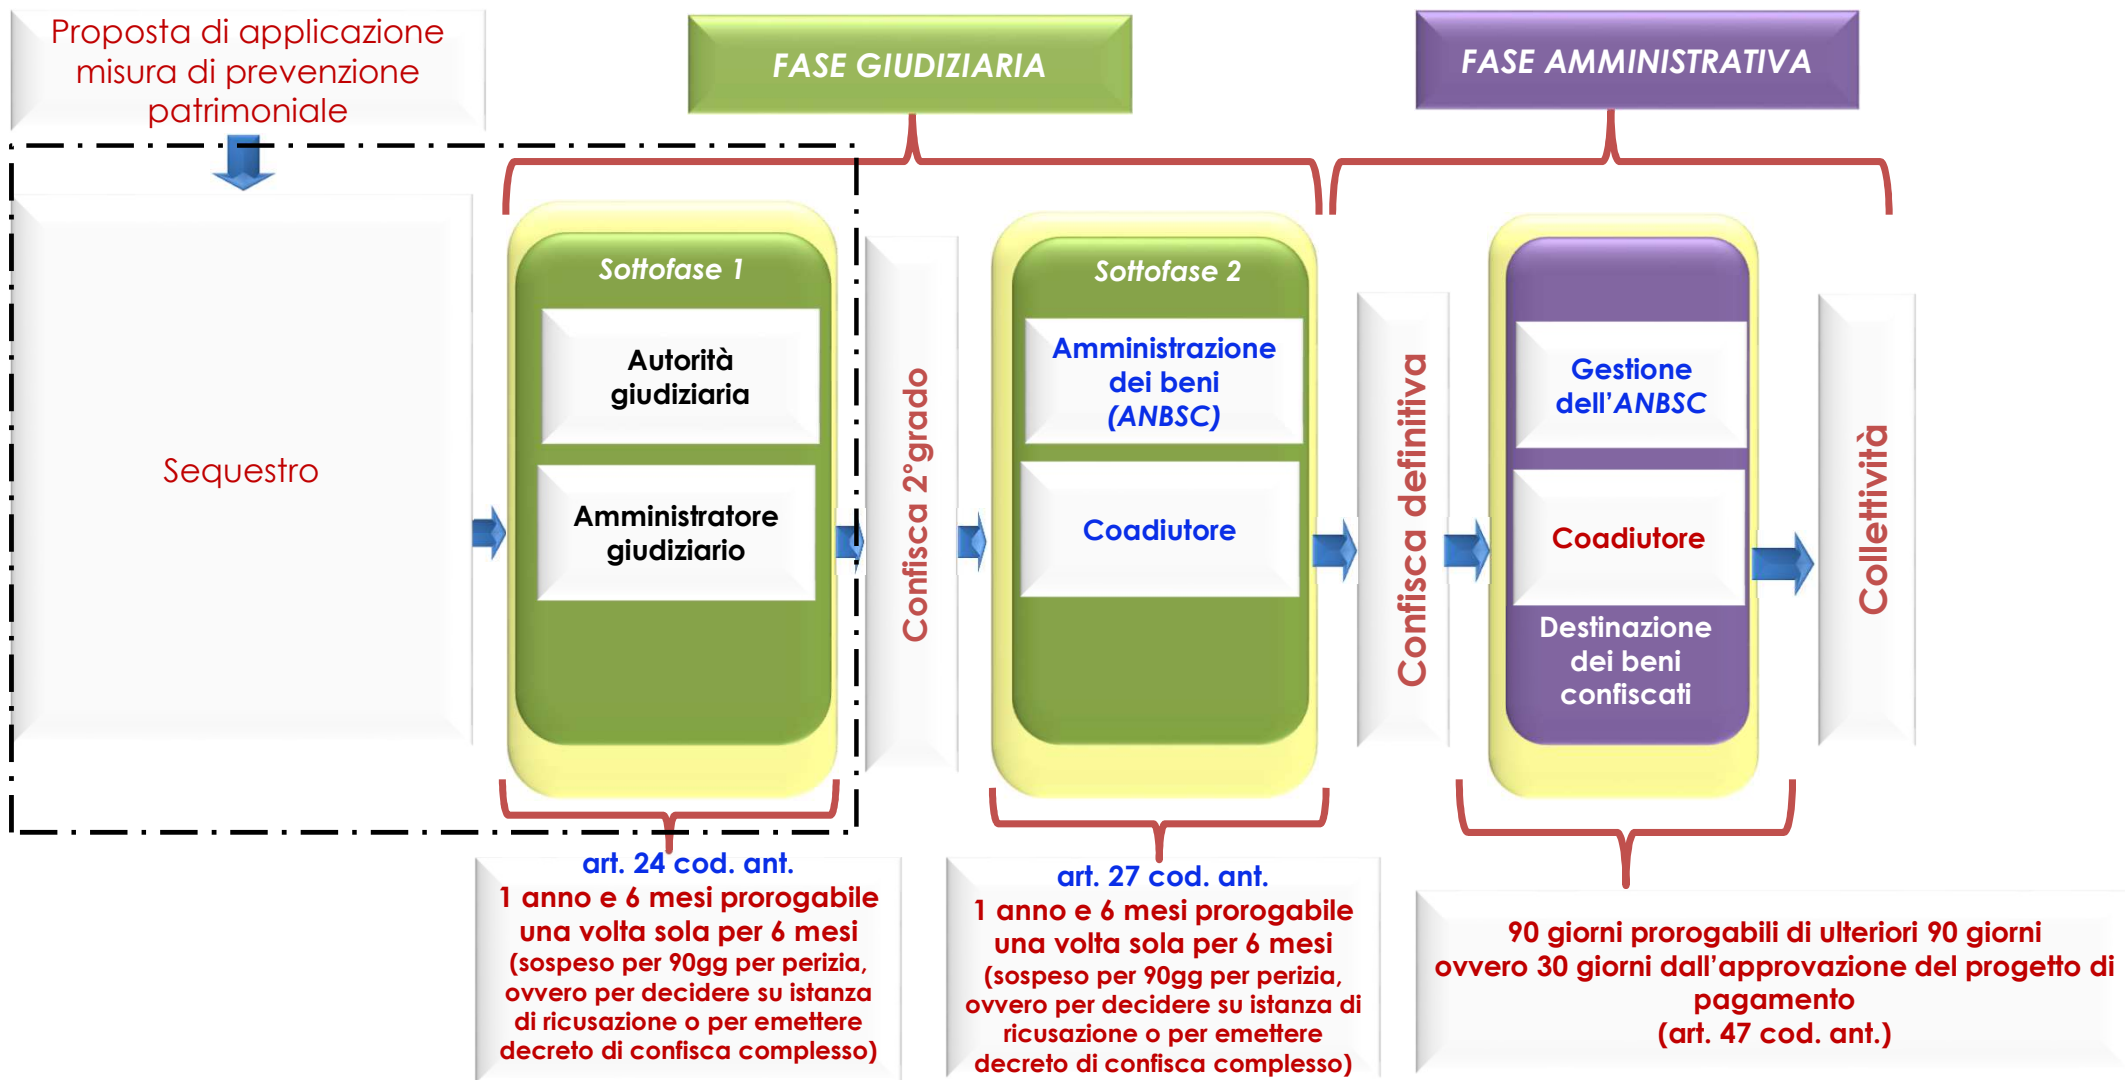 Proposta di applicazione
misura di prevenzione
patrimoniale
FASE GIUDIZIARIA
FASE AMMINISTRATIVA
Sequestro
Sottofase 1
Autorità
giudiziaria
Amministratore
giudiziario
Confisca 2°grado
Sottofase 2
Amministrazione
dei beni
(ANBSC)
Coadiutore
Confisca definitiva
Gestione
dell'ANBSC
Coadiutore
Destinazione
dei beni
confiscati
Collettività
art. 24 cod. ant.
1 anno e 6 mesi prorogabile
una volta sola per 6 mesi
(sospeso per 90gg per perizia,
ovvero per decidere su istanza
di ricusazione o per emettere
decreto di confisca complesso)
art. 27 cod. ant.
1 anno e 6 mesi prorogabile
una volta sola per 6 mesi
(sospeso per 90gg per perizia,
ovvero per decidere su istanza di
ricusazione o per emettere
decreto di confisca complesso)
90 giorni prorogabili di ulteriori 90 giorni
ovvero 30 giorni dall'approvazione del progetto di
pagamento
(art. 47 cod. ant.)